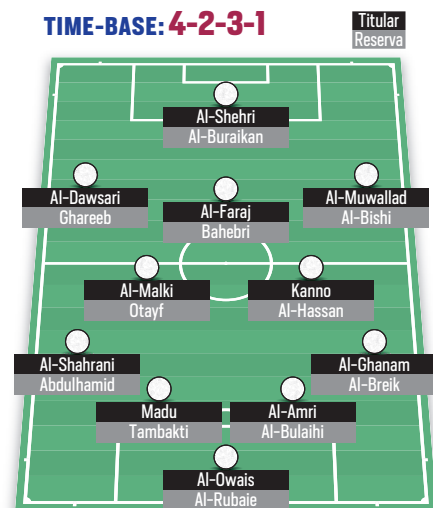 TIME-BASE: 4-2-3-1
Titular
Reserva
Al-Shehri
Al-Buraikan
Al-Dawsari
Ghareeb
Al-Faraj
Bahebri
Al-Muwallad
Al-Bishi
Al-Malki
Otayf
Kanno
Al-Hassan
Al-Shahrani
Abdulhamid
Al-Ghanam
Al-Breik
Madu
Tambakti
Al-Amri
Al-Bulaihi
Al-Owais
Al-Rubaie